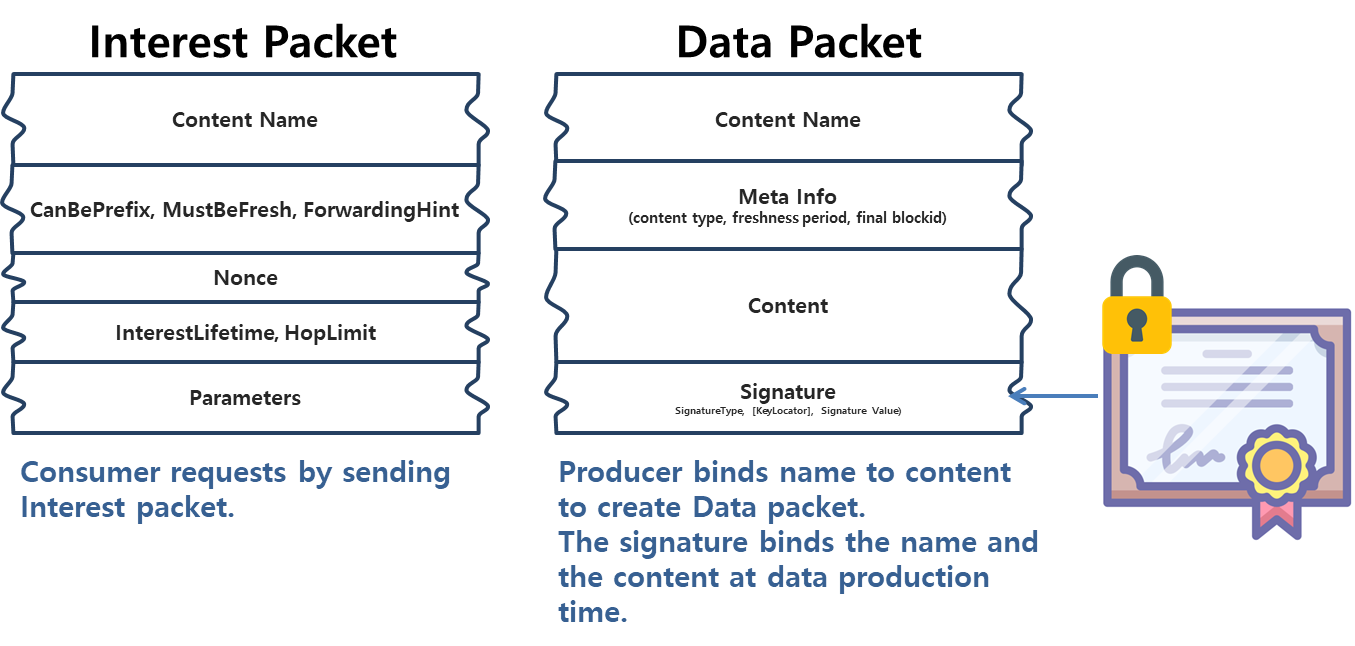 Interest Packet
Content Name
CanBePrefix, MustBeFresh, ForwardingHint
Nonce
InterestLifetime, HopLimit
Parameters
Consumer requests by sending
Interest packet.
Data Packet
Content Name
Meta Info
(content type, freshness period, final blockid)
Content
Signature
SignatureType, [KeyLocator], Signature Value)
Producer binds name to content
to create Data packet.
The signature binds the name and
the content at data production
time.